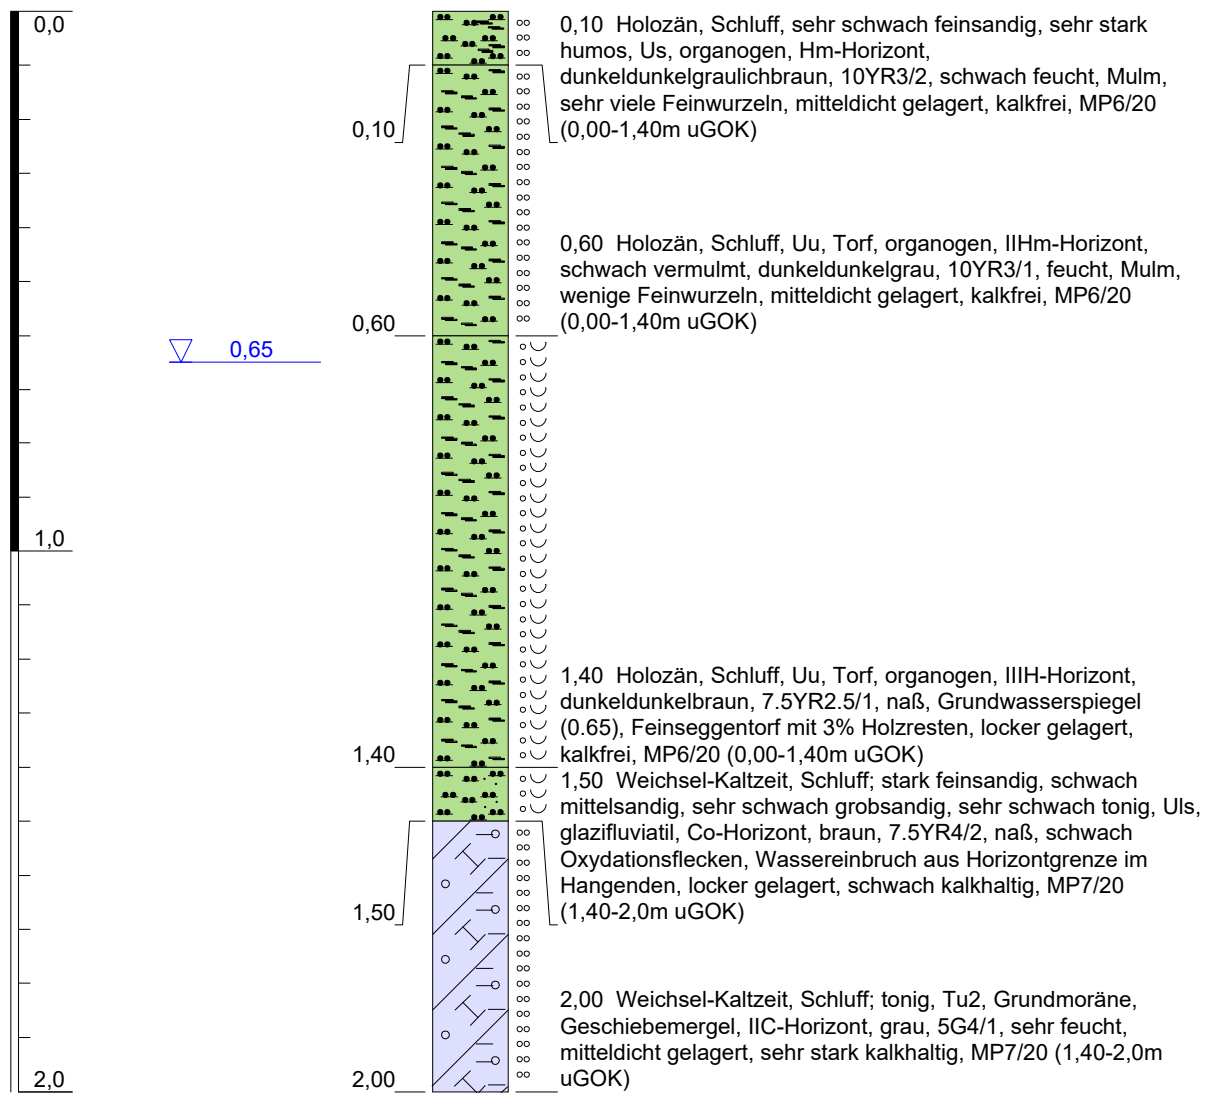 0,0
0,10 Holozän, Schluff, sehr schwach feinsandig, sehr stark
humos, Us, organogen, Hm-Horizont,
dunkeldunkelgraulichbraun, 10YR3/2, schwach feucht, Mulm,
sehr viele Feinwurzeln, mitteldicht gelagert, kalkfrei, MP6/20
(0,00-1,40m uGOK)
0,10
0,60 Holozän, Schluff, Uu, Torf, organogen, IIHm-Horizont,
schwach vermulmt, dunkeldunkelgrau, 10YR3/1, feucht, Mulm,
wenige Feinwurzeln, mitteldicht gelagert, kalkfrei, MP6/20
(0,00-1,40m uGOK)
0,60
0,65
1,0
1,40 Holozän, Schluff, Uu, Torf, organogen, IIIH-Horizont,
dunkeldunkelbraun, 7.5YR2.5/1, naß, Grundwasserspiegel
(0.65), Feinseggentorf mit 3% Holzresten, locker gelagert,
kalkfrei, MP6/20 (0,00-1,40m uGOK)
1,40
1,50 Weichsel-Kaltzeit, Schluff; stark feinsandig, schwach
mittelsandig, sehr schwach grobsandig, sehr schwach tonig, Uls,
glazifluviatil, Co-Horizont, braun, 7.5YR4/2, naß, schwach
Oxydationsflecken, Wassereinbruch aus Horizontgrenze im
Hangenden, locker gelagert, schwach kalkhaltig, MP7/20
(1,40-2,0m uGOK)
1,50
2,00 Weichsel-Kaltzeit, Schluff; tonig, Tu2, Grundmoräne,
Geschiebemergel, IIC-Horizont, grau, 5G4/1, sehr feucht,
mitteldicht gelagert, sehr stark kalkhaltig, MP7/20 (1,40-2,0m
uGOK)
2,0
2,00